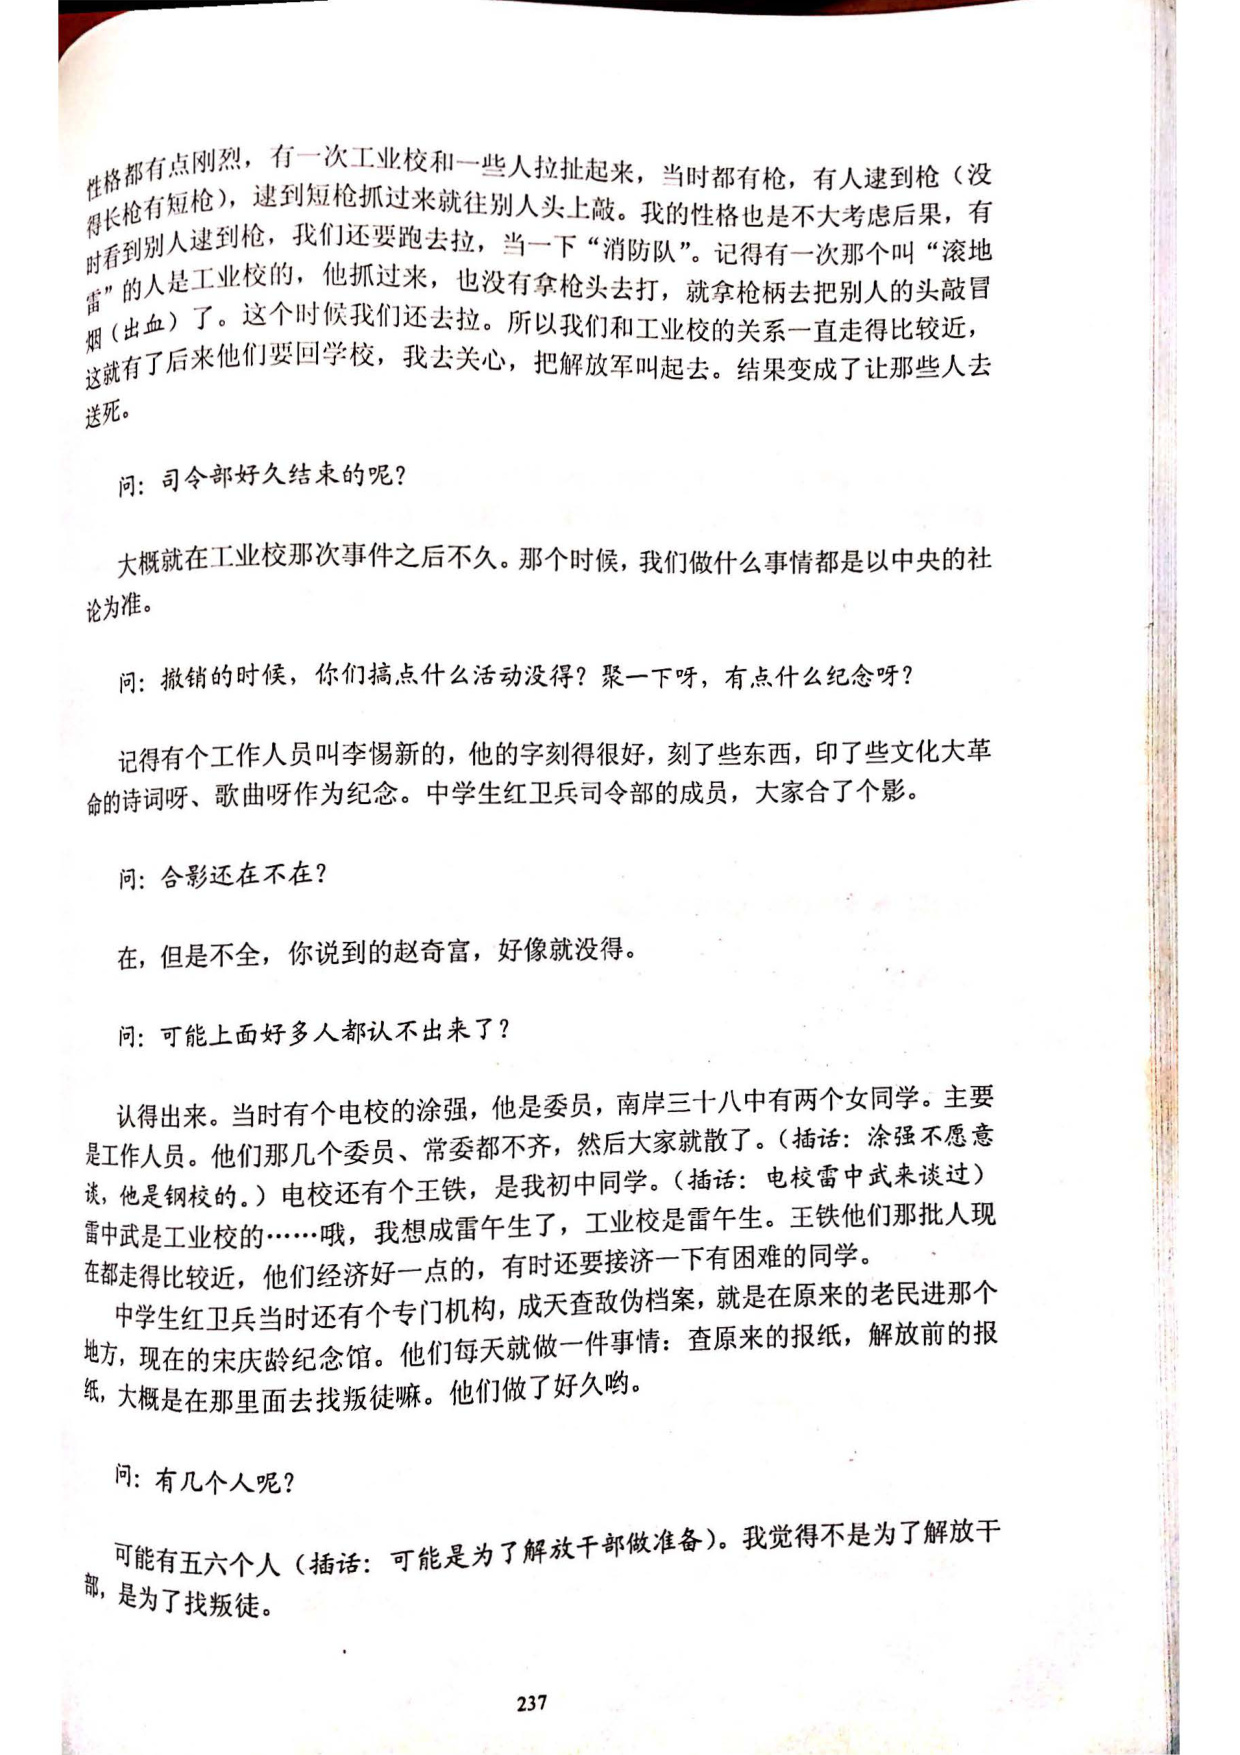 性格都有点刚烈，有一次工业校和一些人拉扯起来，当时都有枪，有人逮到枪（没
得长枪有短枪），逮到短枪抓过来就往别人头上敲。我的性格也是不大考虑后果，有
时看到别人逮到枪，我们还要跑去拉，当一下“消防队”。记得有一次那个叫“滚地
雷”的人是工业校的，他抓过来，也没有拿枪头去打，就拿枪柄去把别人的头敲冒
烟（出血）了。这个时候我们还去拉。所以我们和工业校的关系一直走得比较近，
这就有了后来他们要回学校，我去关心，把解放军叫起去。结果变成了让那些人去
送死。
问：司令部好久结束的呢？
大概就在工业校那次事件之后不久。那个时候，我们做什么事情都是以中央的社
论为准。
问：撤销的时候，你们搞点什么活动没得？聚一下呀，有点什么纪念呀？
记得有个工作人员叫李惕新的，他的字刻得很好，刻了些东西，印了些文化大革
命的诗词呀、歌曲呀作为纪念。中学生红卫兵司令部的成员，大家合了个影。
问：合影还在不在？
在，但是不全，你说到的赵奇富，好像就没得。
问：可能上面好多人都认不出来了？
认得出来。当时有个电校的涂强，他是委员，南岸三十八中有两个女同学。主要
是工作人员。他们那几个委员、常委都不齐，然后大家就散了。（插话：涂强不愿意
谈，他是钢校的。）电校还有个王铁，是我初中同学。（插话：电校雷中武来谈过）
雷中武是工业校的……哦，我想成雷午生了，工业校是雷午生。王铁他们那批人现
在都走得比较近，他们经济好一点的，有时还要接济一下有困难的同学。
中学生红卫兵当时还有个专门机构，成天查敌伪档案，就是在原来的老民进那个
地方，现在的宋庆龄纪念馆。他们每天就做一件事情：查原来的报纸，解放前的报
纸，大概是在那里面去找叛徒嘛。他们做了好久哟。
问：有几个人呢？
可能有五六个人（插话：可能是为了解放干部做准备）。我觉得不是为了解放干
部，是为了找叛徒。
237